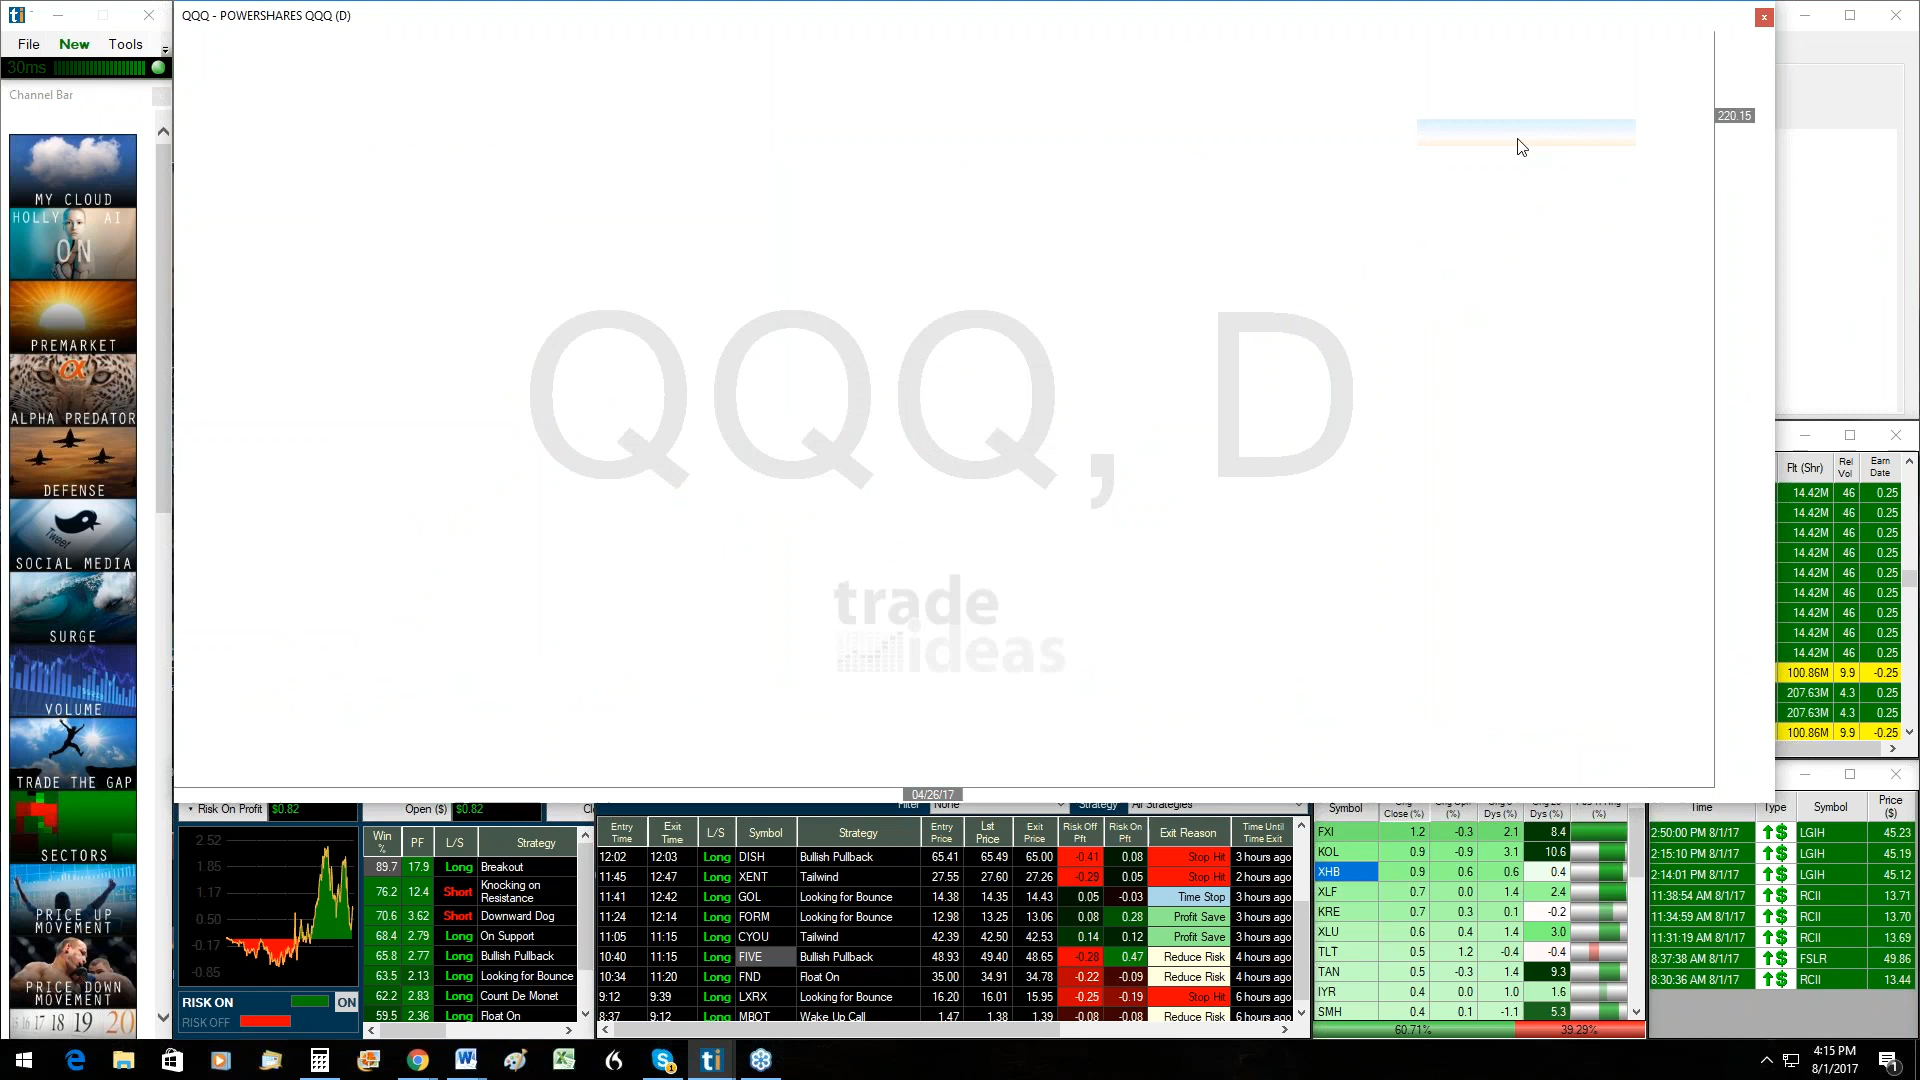 QQQ - POWERSHARES QQQ (D)
x
File New Tools
30ms
Channel Bar
MY CLOUD
HOLLY AI
ON
PREMARKET
α
ALPHA PREDATOR
DEFENSE
Tweet
SOCIAL MEDIA
SURGE
VOLUME
TRADE THE GAP
SECTORS
PRICE UP
MOVEMENT
PRICE DOWN
MOVEMENT
16 17 18 19 20
220.15
QQQ, D
trade
ideas
04/26/17
Flt (Shr) Rel Vol Earn Date
14.42M 46 0.25
14.42M 46 0.25
14.42M 46 0.25
14.42M 46 0.25
14.42M 46 0.25
14.42M 46 0.25
14.42M 46 0.25
14.42M 46 0.25
14.42M 46 0.25
100.86M 9.9 -0.25
207.63M 4.3 0.25
207.63M 4.3 0.25
100.86M 9.9 -0.25
Risk On Profit $0.82 Open ($) $0.82
2.52
1.85
1.17
0.50
-0.17
-0.85
RISK ON ON
RISK OFF
Win % PF L/S Strategy
89.7 17.9 Long Breakout
76.2 12.4 Short Knocking on Resistance
70.6 3.62 Short Downward Dog
68.4 2.79 Long On Support
65.8 2.77 Long Bullish Pullback
63.5 2.13 Long Looking for Bounce
62.2 2.83 Long Count De Monet
59.5 2.36 Long Float On
Filter None Strategy All Strategies
Entry Time Exit Time L/S Symbol Strategy Entry Price Lst Price Exit Price Risk Off Pft Risk On Pft Exit Reason Time Until Time Exit
12:02 12:03 Long DISH Bullish Pullback 65.41 65.49 65.00 -0.41 0.08 Stop Hit 3 hours ago
11:45 12:47 Long XENT Tailwind 27.55 27.60 27.26 -0.29 0.05 Stop Hit 2 hours ago
11:41 12:42 Long GOL Looking for Bounce 14.38 14.35 14.43 0.05 -0.03 Time Stop 3 hours ago
11:24 12:14 Long FORM Looking for Bounce 12.98 13.25 13.06 0.08 0.28 Profit Save 3 hours ago
11:05 11:15 Long CYOU Tailwind 42.39 42.50 42.53 0.14 0.12 Profit Save 3 hours ago
10:40 11:15 Long FIVE Bullish Pullback 48.93 49.40 48.65 -0.28 0.47 Reduce Risk 4 hours ago
10:34 11:20 Long FND Float On 35.00 34.91 34.78 -0.22 -0.09 Reduce Risk 4 hours ago
9:12 9:39 Long LXRX Looking for Bounce 16.20 16.01 15.95 -0.25 -0.19 Stop Hit 6 hours ago
8:37 9:12 Long MBOT Wake Up Call 1.47 1.38 1.39 -0.08 -0.08 Reduce Risk 6 hours ago
Symbol Close (%) (%) Dys (%) Dys (%) (%)
FXI 1.2 -0.3 2.1 8.4
KOL 0.9 -0.9 3.1 10.6
XHB 0.9 0.6 0.6 0.4
XLF 0.7 0.0 1.4 2.4
KRE 0.7 0.3 0.1 -0.2
XLU 0.6 0.4 1.4 3.0
TLT 0.5 1.2 -0.4 -0.4
TAN 0.5 -0.3 1.4 9.3
IYR 0.4 0.0 1.0 1.6
SMH 0.4 0.1 -1.1 5.3
60.71% 39.29%
Time Type Symbol Price ($)
2:50:00 PM 8/1/17 $ LGIH 45.23
2:15:10 PM 8/1/17 $ LGIH 45.19
2:14:01 PM 8/1/17 $ LGIH 45.12
11:38:54 AM 8/1/17 $ RCII 13.71
11:34:59 AM 8/1/17 $ RCII 13.70
11:31:19 AM 8/1/17 $ RCII 13.69
8:37:38 AM 8/1/17 $ FSLR 49.86
8:30:36 AM 8/1/17 $ RCII 13.44
4:15 PM
8/1/2017